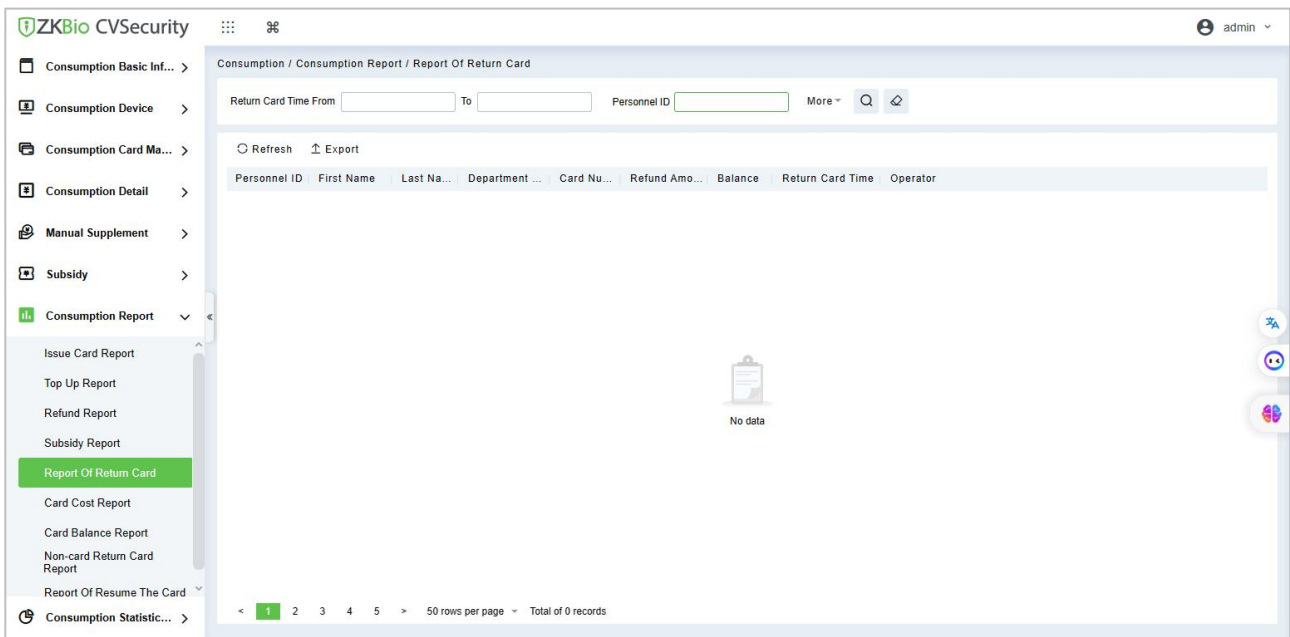 ZKBio CVSecurity
admin
Consumption Basic Inf...
Consumption Device
Consumption Card Ma...
Consumption Detail
Manual Supplement
Subsidy
Consumption Report
Issue Card Report
Top Up Report
Refund Report
Subsidy Report
Report Of Return Card
Card Cost Report
Card Balance Report
Non-card Return Card
Report
Report Of Resume The Card
Consumption Statistic...
Consumption / Consumption Report / Report Of Return Card
Return Card Time From To Personnel ID More
Refresh Export
Personnel ID First Name Last Na... Department ... Card Nu... Refund Amo... Balance Return Card Time Operator
No data
< 1 2 3 4 5 > 50 rows per page Total of 0 records